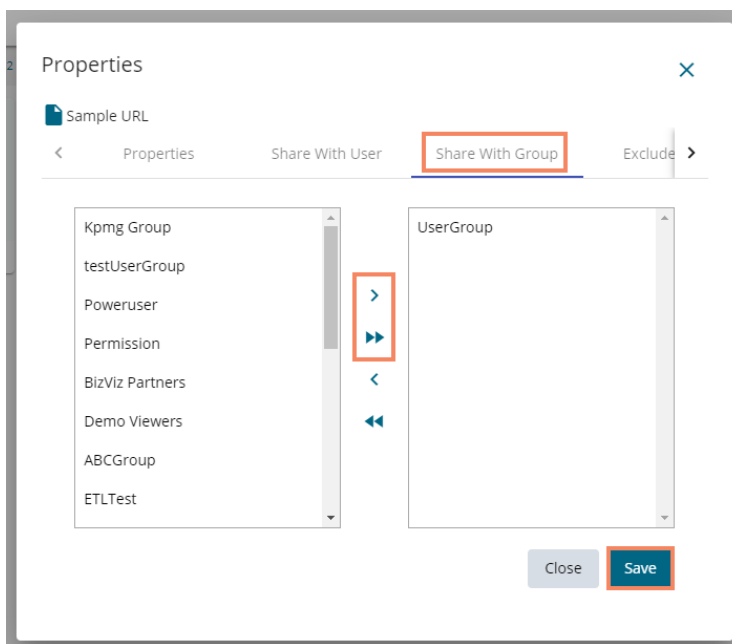 Properties
2
Sample URL
Properties Share With User Share With Group Exclude
Kpmg Group
testUserGroup
Poweruser
Permission
BizViz Partners
Demo Viewers
ABCGroup
ETLTest
UserGroup
Close Save